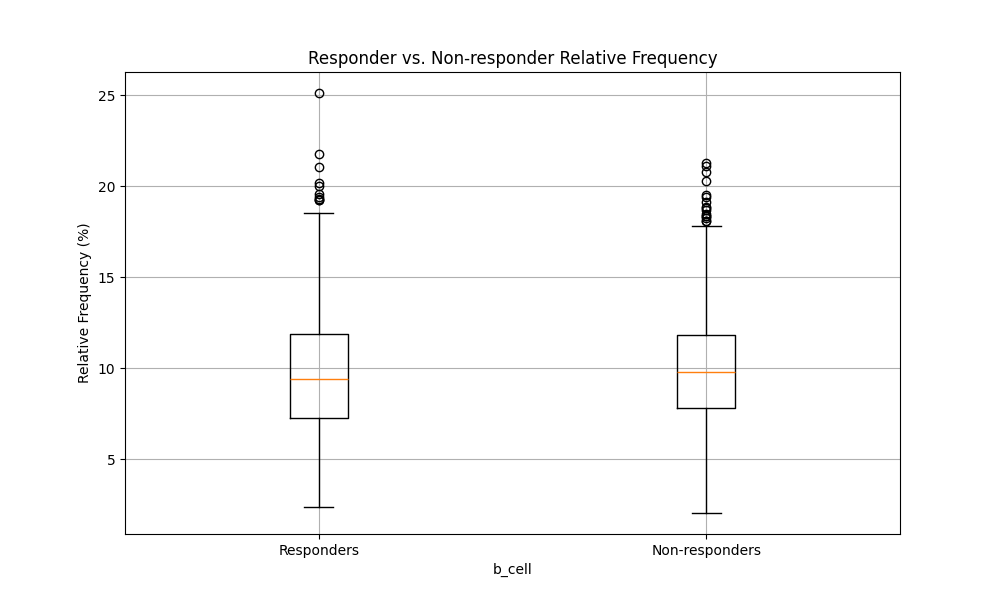 Responder vs. Non-responder Relative Frequency
Relative Frequency (%)
25
20
15
10
5
Responders
Non-responders
b_cell